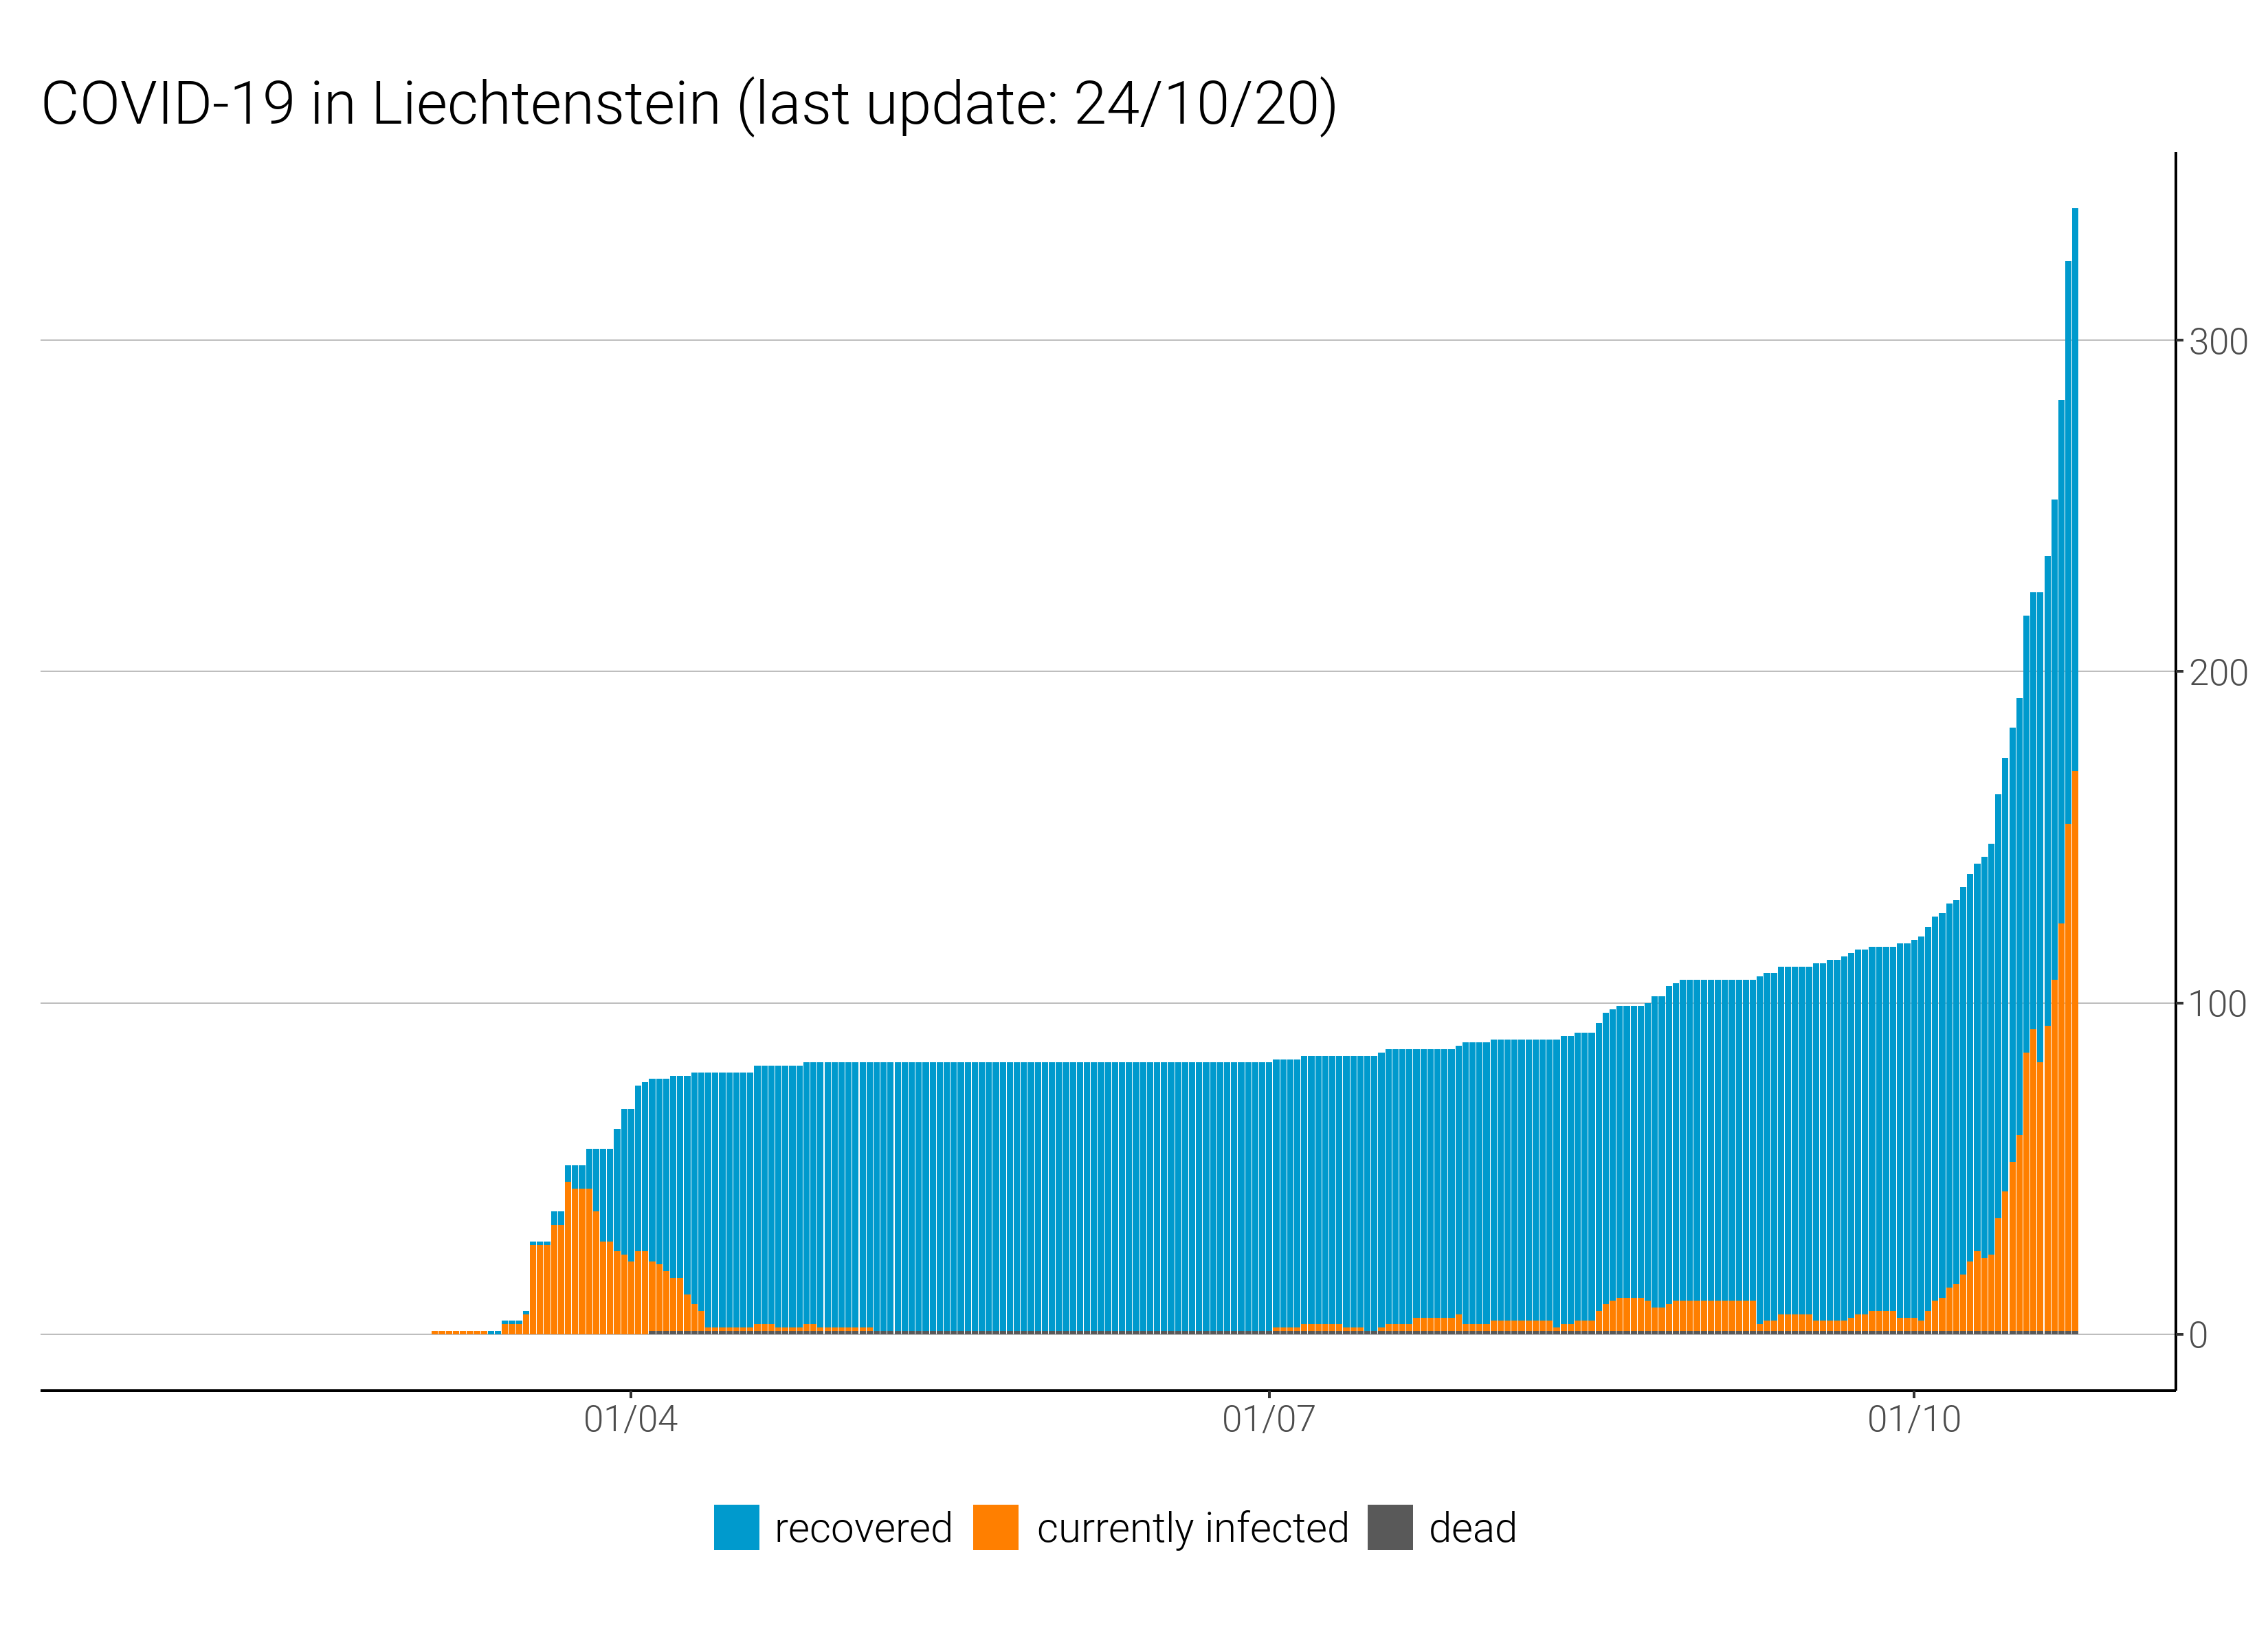 COVID-19 in Liechtenstein (last update: 24/10/20)
300
200
100
0
01/04 01/07 01/10
recovered currently infected dead